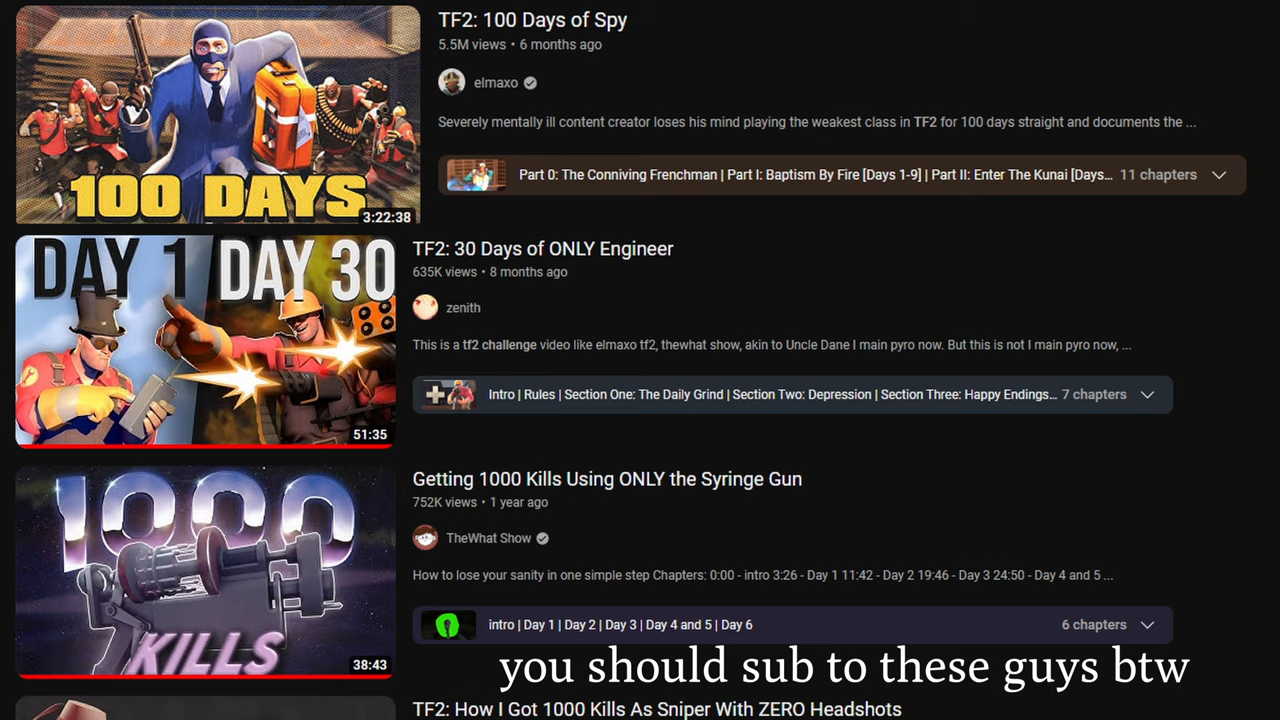 100 DAYS
3:22:38
TF2: 100 Days of Spy
5.5M views • 6 months ago
elmaxo
Severely mentally ill content creator loses his mind playing the weakest class in TF2 for 100 days straight and documents the ...
Part 0: The Conniving Frenchman | Part I: Baptism By Fire [Days 1-9] | Part II: Enter The Kunai [Days... 11 chapters
DAY 1 DAY 30
51:35
TF2: 30 Days of ONLY Engineer
635K views • 8 months ago
zenith
This is a tf2 challenge video like elmaxo tf2, thewhat show, akin to Uncle Dane I main pyro now. But this is not I main pyro now, ...
Intro | Rules | Section One: The Daily Grind | Section Two: Depression | Section Three: Happy Endings... 7 chapters
1000
KILLS
38:43
Getting 1000 Kills Using ONLY the Syringe Gun
752K views • 1 year ago
TheWhat Show
How to lose your sanity in one simple step Chapters: 0:00 - intro 3:26 - Day 1 11:42 - Day 2 19:46 - Day 3 24:50 - Day 4 and 5 ...
intro | Day 1 | Day 2 | Day 3 | Day 4 and 5 | Day 6 6 chapters
you should sub to these guys btw
TF2: How I Got 1000 Kills As Sniper With ZERO Headshots